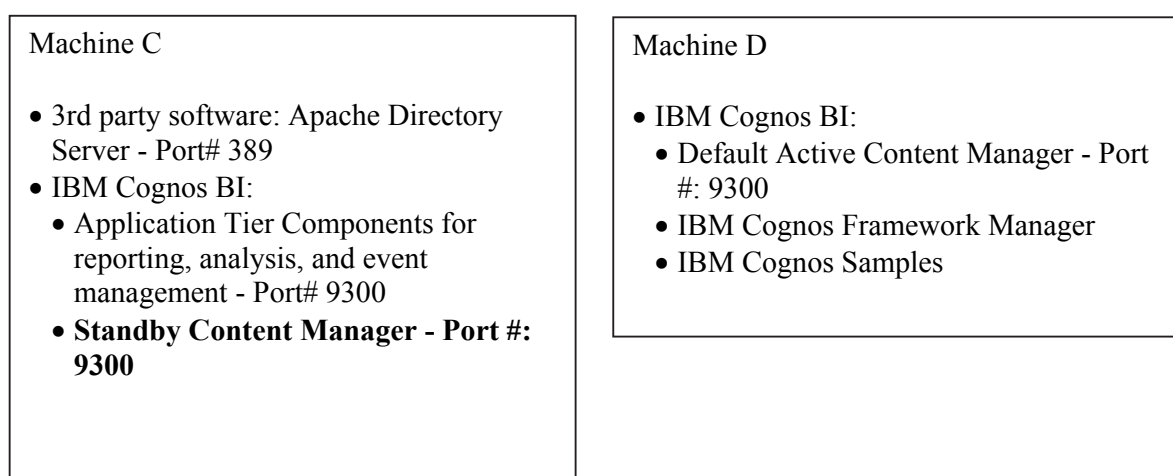 Machine C
• 3rd party software: Apache Directory
Server - Port# 389
• IBM Cognos BI:
• Application Tier Components for
reporting, analysis, and event
management - Port# 9300
• Standby Content Manager - Port #:
9300
Machine D
• IBM Cognos BI:
• Default Active Content Manager - Port
#: 9300
• IBM Cognos Framework Manager
• IBM Cognos Samples